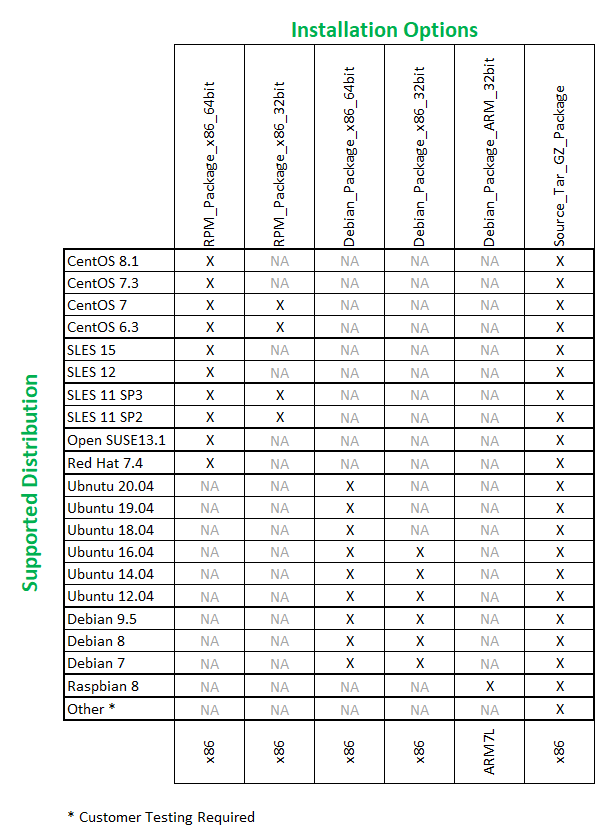 Installation Options
RPM_Package_x86_64bit RPM_Package_x86_32bit Debian_Package_x86_64bit Debian_Package_x86_32bit Debian_Package_ARM_32bit Source_Tar_GZ_Package
Supported Distribution
CentOS 8.1 X NA NA NA NA X
CentOS 7.3 X NA NA NA NA X
CentOS 7 X X NA NA NA X
CentOS 6.3 X X NA NA NA X
SLES 15 X NA NA NA NA X
SLES 12 X NA NA NA NA X
SLES 11 SP3 X X NA NA NA X
SLES 11 SP2 X X NA NA NA X
Open SUSE13.1 X NA NA NA NA X
Red Hat 7.4 X NA NA NA NA X
Ubnutu 20.04 NA NA X NA NA X
Ubuntu 19.04 NA NA X NA NA X
Ubuntu 18.04 NA NA X NA NA X
Ubuntu 16.04 NA NA X X NA X
Ubuntu 14.04 NA NA X X NA X
Ubuntu 12.04 NA NA X X NA X
Debian 9.5 NA NA X X NA X
Debian 8 NA NA X X NA X
Debian 7 NA NA X X NA X
Raspbian 8 NA NA NA NA X X
Other * NA NA NA NA NA X
x86 x86 x86 x86 ARM7L x86
* Customer Testing Required